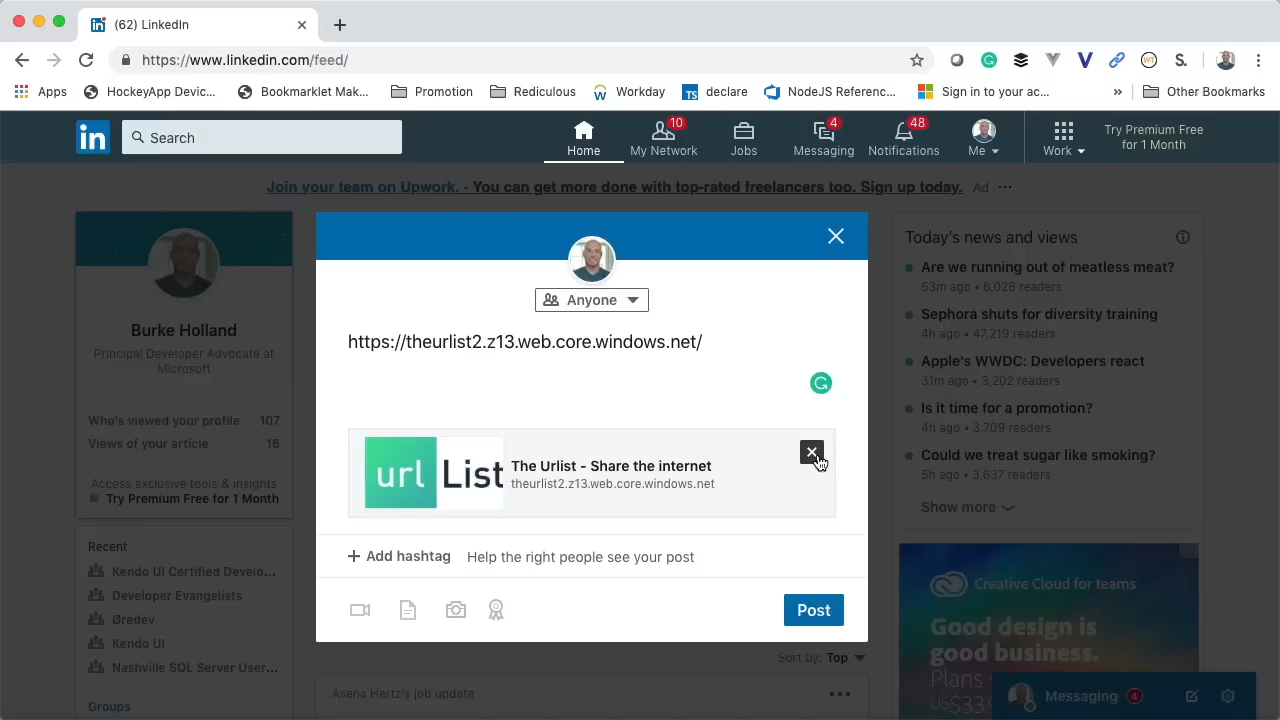 (62) LinkedIn
https://www.linkedin.com/feed/
Apps
HockeyApp Devic...
Bookmarklet Mak...
Promotion
Rediculous
Workday
declare
NodeJS Referenc...
Sign in to your ac...
»
Other Bookmarks
in
Search
Home
10
My Network
Jobs
4
Messaging
48
Notifications
Me
Work
Try Premium Free
for 1 Month
Join your team on Upwork. - You can get more done with top-rated freelancers too. Sign up today. Ad
Burke Holland
Principal Developer Advocate at
Microsoft
Who's viewed your profile 107
Views of your article 16
Access exclusive tools & insights
Try Premium Free for 1 Month
Recent
Kendo UI Certified Develo...
Developer Evangelists
Øredev
Kendo UI
Nashville SQL Server User...
Groups
Anyone
https://theurlist2.z13.web.core.windows.net/
url List
The Urlist - Share the internet
theurlist2.z13.web.core.windows.net
+ Add hashtag Help the right people see your post
Post
Sort by: Top
Asena Hertz's job update
Today's news and views
Are we running out of meatless meat?
53m ago • 6,026 readers
Sephora shuts for diversity training
4h ago • 47,219 readers
Apple's WWDC: Developers react
31m ago • 3,202 readers
Is it time for a promotion?
4h ago • 3,709 readers
Could we treat sugar like smoking?
5h ago • 3,637 readers
Show more
Creative Cloud for teams
Good design is
good business.
Plans
US$33
Messaging 4